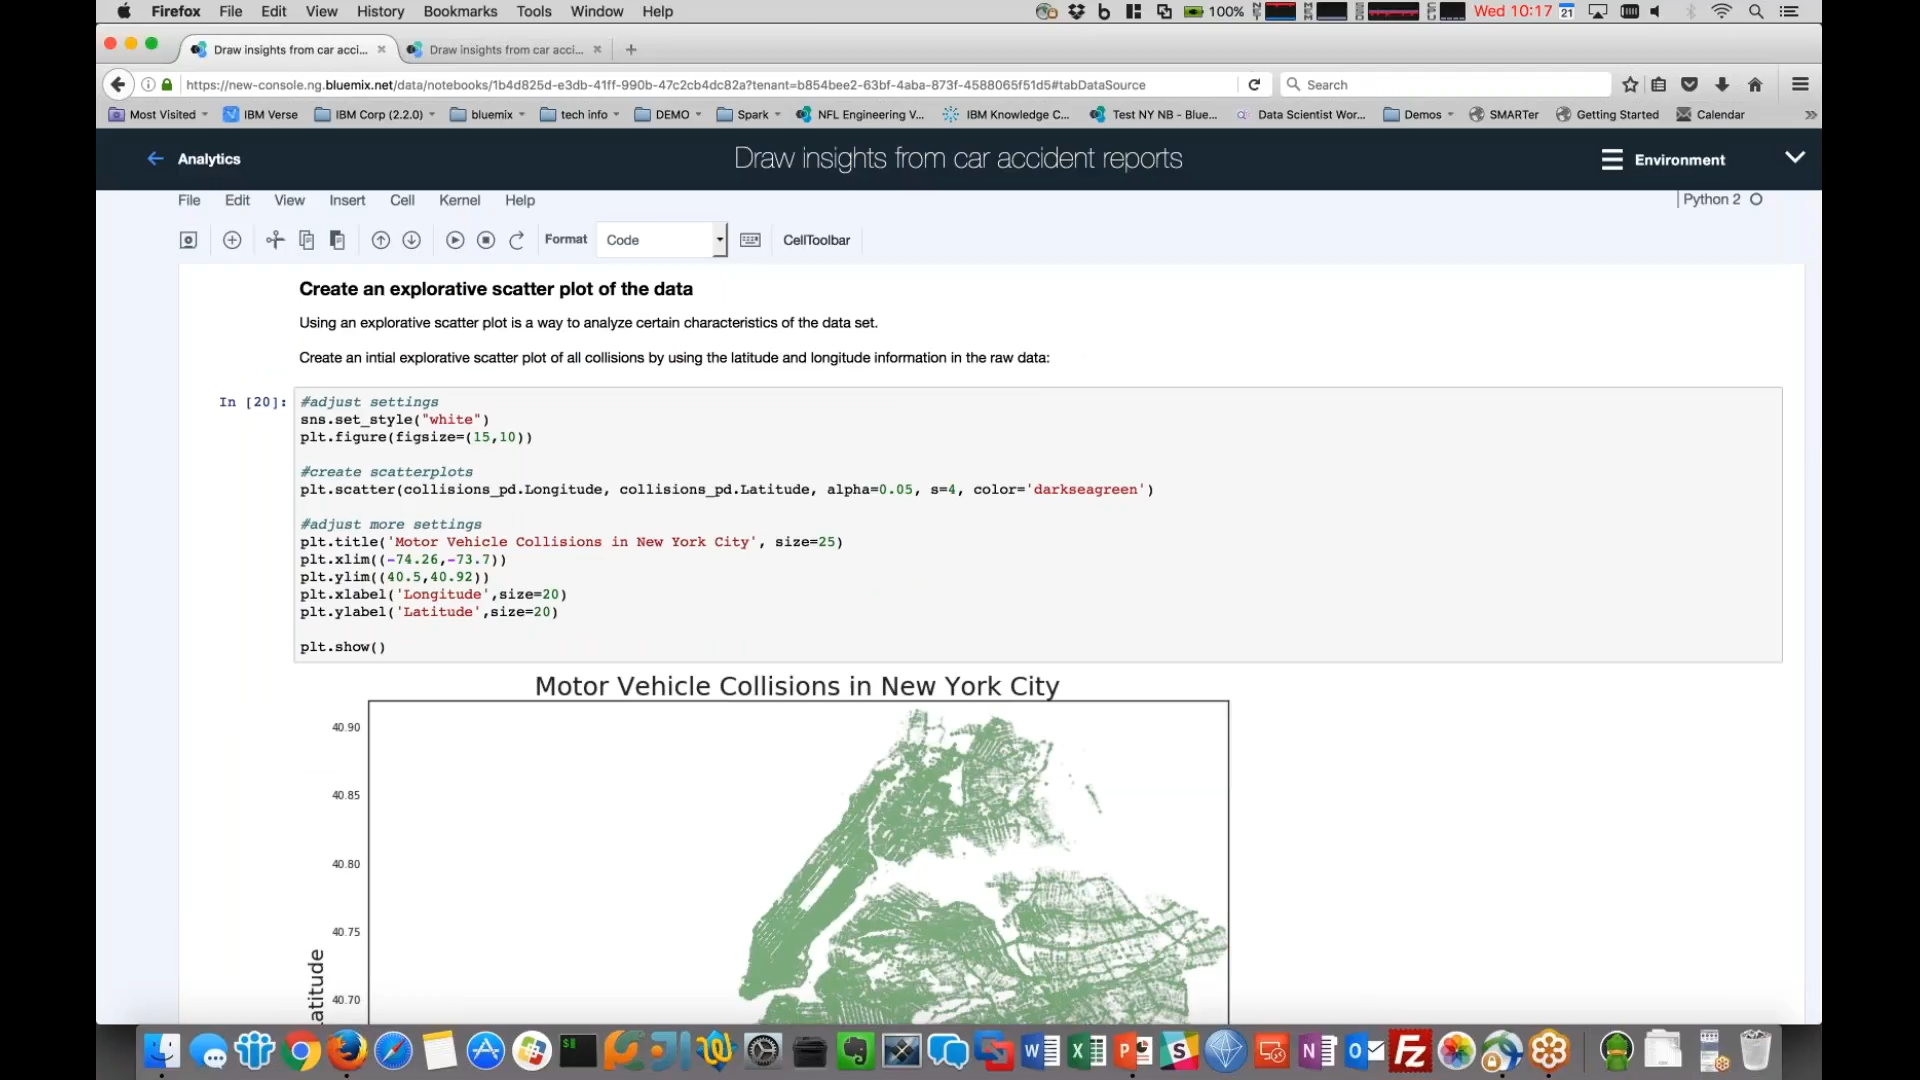 Firefox File Edit View History Bookmarks Tools Window Help 100% Wed 10:17 21
Draw insights from car acci... Draw insights from car acci...
https://new-console.ng.bluemix.net/data/notebooks/1b4d825d-e3db-41ff-990b-47c2cb4dc82a?tenant=b854bee2-63bf-4aba-873f-4588065f51d5#tabDataSource Search
Most Visited IBM Verse IBM Corp (2.2.0) bluemix tech info DEMO Spark NFL Engineering V... IBM Knowledge C... Test NY NB - Blue... Data Scientist Wor... Demos SMARTer Getting Started Calendar
Analytics Draw insights from car accident reports Environment
File Edit View Insert Cell Kernel Help Python 2
Format Code CellToolbar
Create an explorative scatter plot of the data
Using an explorative scatter plot is a way to analyze certain characteristics of the data set.
Create an intial explorative scatter plot of all collisions by using the latitude and longitude information in the raw data:
In [20]: #adjust settings
sns.set_style("white")
plt.figure(figsize=(15,10))
#create scatterplots
plt.scatter(collisions_pd.Longitude, collisions_pd.Latitude, alpha=0.05, s=4, color='darkseagreen')
#adjust more settings
plt.title('Motor Vehicle Collisions in New York City', size=25)
plt.xlim((-74.26,-73.7))
plt.ylim((40.5,40.92))
plt.xlabel('Longitude',size=20)
plt.ylabel('Latitude',size=20)
plt.show()
Motor Vehicle Collisions in New York City
40.90
40.85
40.80
40.75
40.70
atitude